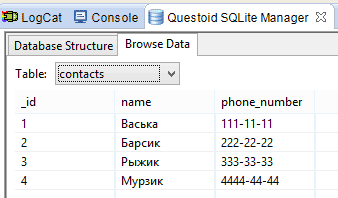 LogCat Console Questoid SQLite Manager
Database Structure Browse Data
Table: contacts
_id name phone_number
1 Васька 111-11-11
2 Барсик 222-22-22
3 Рыжик 333-33-33
4 Мурзик 4444-44-44